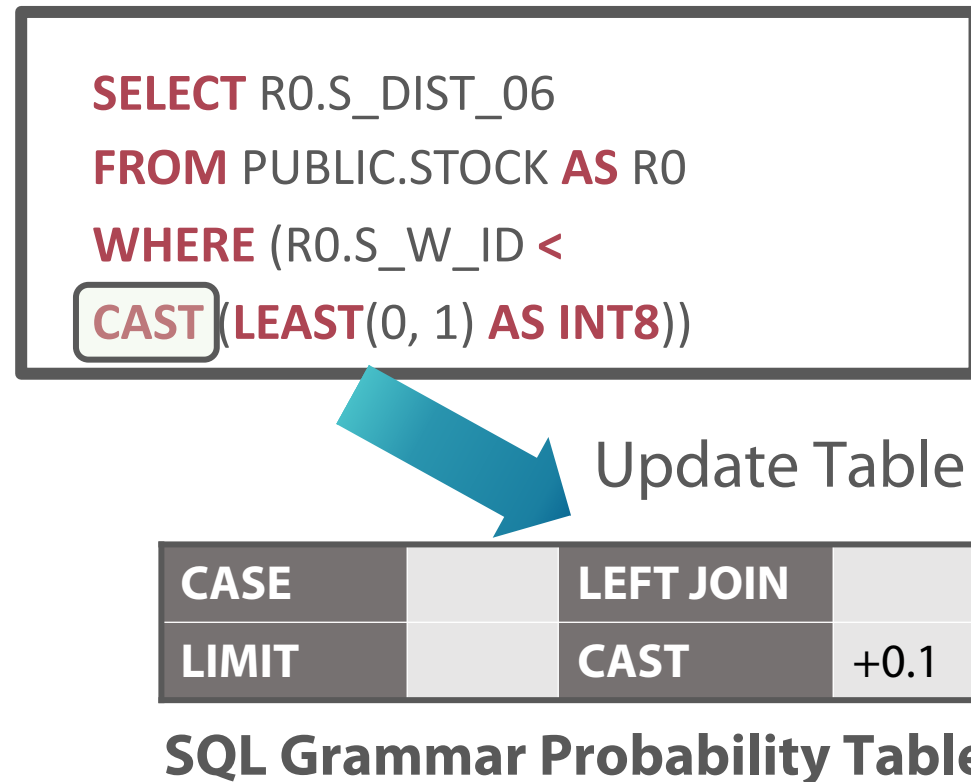 SELECT R0.S_DIST_06
FROM PUBLIC.STOCK AS R0
WHERE (R0.S_W_ID <
CAST (LEAST(0, 1) AS INT8))
Update Table
CASE LEFT JOIN
LIMIT CAST +0.1
SQL Grammar Probability Table